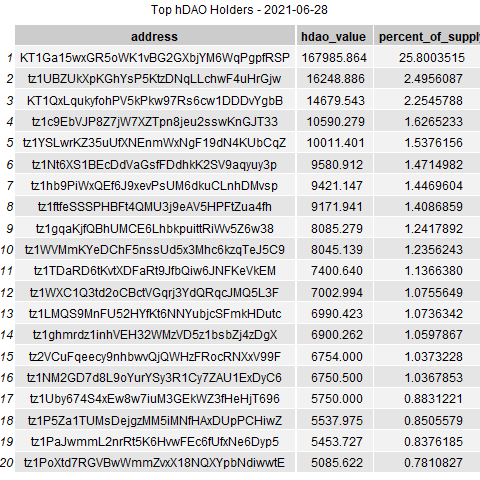 Top hDAO Holders - 2021-06-28
address hdao_value percent_of_supply
1 KT1Ga15wxGR5oWK1vBG2GXbjYM6WqPgpfRSP 167985.864 25.8003515
2 tz1UBZUkXpKGhYsP5KtzDNqLLchwF4uHrGjw 16248.886 2.4956087
3 KT1QxLqukyfohPV5kPkw97Rs6cw1DDDvYgbB 14679.543 2.2545788
4 tz1c9EbVJP8Z7jW7XZTpn8jeu2sswKnGJT33 10590.279 1.6265233
5 tz1YSLwrKZ35uUfXNEnmWxNgF19dN4KUbCqZ 10011.401 1.5376156
6 tz1Nt6XS1BEcDdVaGsfFDdhkK2SV9aqyuy3p 9580.912 1.4714982
7 tz1hb9PiWxQEf6J9xevPsUM6dkuCLnhDMvsp 9421.147 1.4469604
8 tz1ftfeSSSPHBFt4QMU3j9eAV5HPFtZua4fh 9171.941 1.4086859
9 tz1gqaKjfQBhUMCE6LhbkpuittRiWv5Z6w38 8085.279 1.2417892
10 tz1WVMmKYeDChF5nssUd5x3Mhc6kzqTeJ5C9 8045.139 1.2356243
11 tz1TDaRD6tKvtXDFaRt9JfbQiw6JNFKeVkEM 7400.640 1.1366380
12 tz1WXC1Q3td2oCBctVGqrj3YdQRqcJMQ5L3F 7002.994 1.0755649
13 tz1LMQS9MnFU52HYfKt6NNYubjcSFmkHDutc 6990.423 1.0736342
14 tz1ghmrdz1inhVEH32WMzVD5z1bsbZj4zDgX 6900.262 1.0597867
15 tz2VCuFqeecy9nhbwvQjQWHzFRocRNXxV99F 6754.000 1.0373228
16 tz1NM2GD7d8L9oYurYSy3R1Cy7ZAU1ExDyC6 6750.500 1.0367853
17 tz1Uby674S4xEw8w7iuM3GEkWZ3fHeHjT696 5750.000 0.8831221
18 tz1P5Za1TUMsDejgzMM5iMNfHAxDUpPCHiwZ 5537.975 0.8505579
19 tz1PaJwmmL2nrRt5K6HvwFEc6fUfxNe6Dyp5 5453.727 0.8376185
20 tz1PoXtd7RGVBwWmmZvxX18NQXYpbNdiwwtE 5085.622 0.7810827